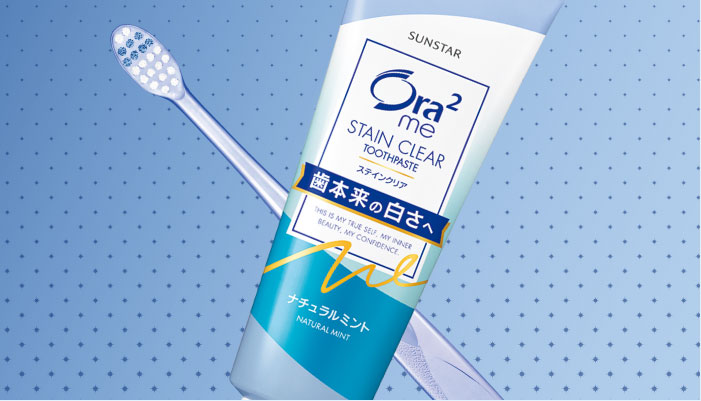 SUNSTAR
Ora2
me
STAIN CLEAR
TOOTHPASTE
ステインクリア
歯本来の白さへ
THIS IS MY TRUE SELF, MY INNER
BEAUTY, MY CONFIDENCE.
me
ナチュラルミント
NATURAL MINT